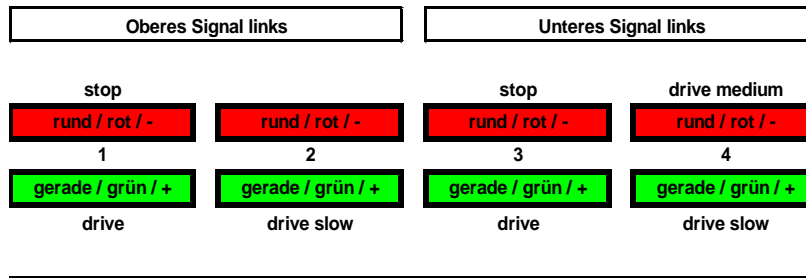 Oberes Signal links Unteres Signal links
stop stop drive medium
rund / rot / - rund / rot / - rund / rot / - rund / rot / -
1 2 3 4
gerade / grün / + gerade / grün / + gerade / grün / + gerade / grün / +
drive drive slow drive drive slow